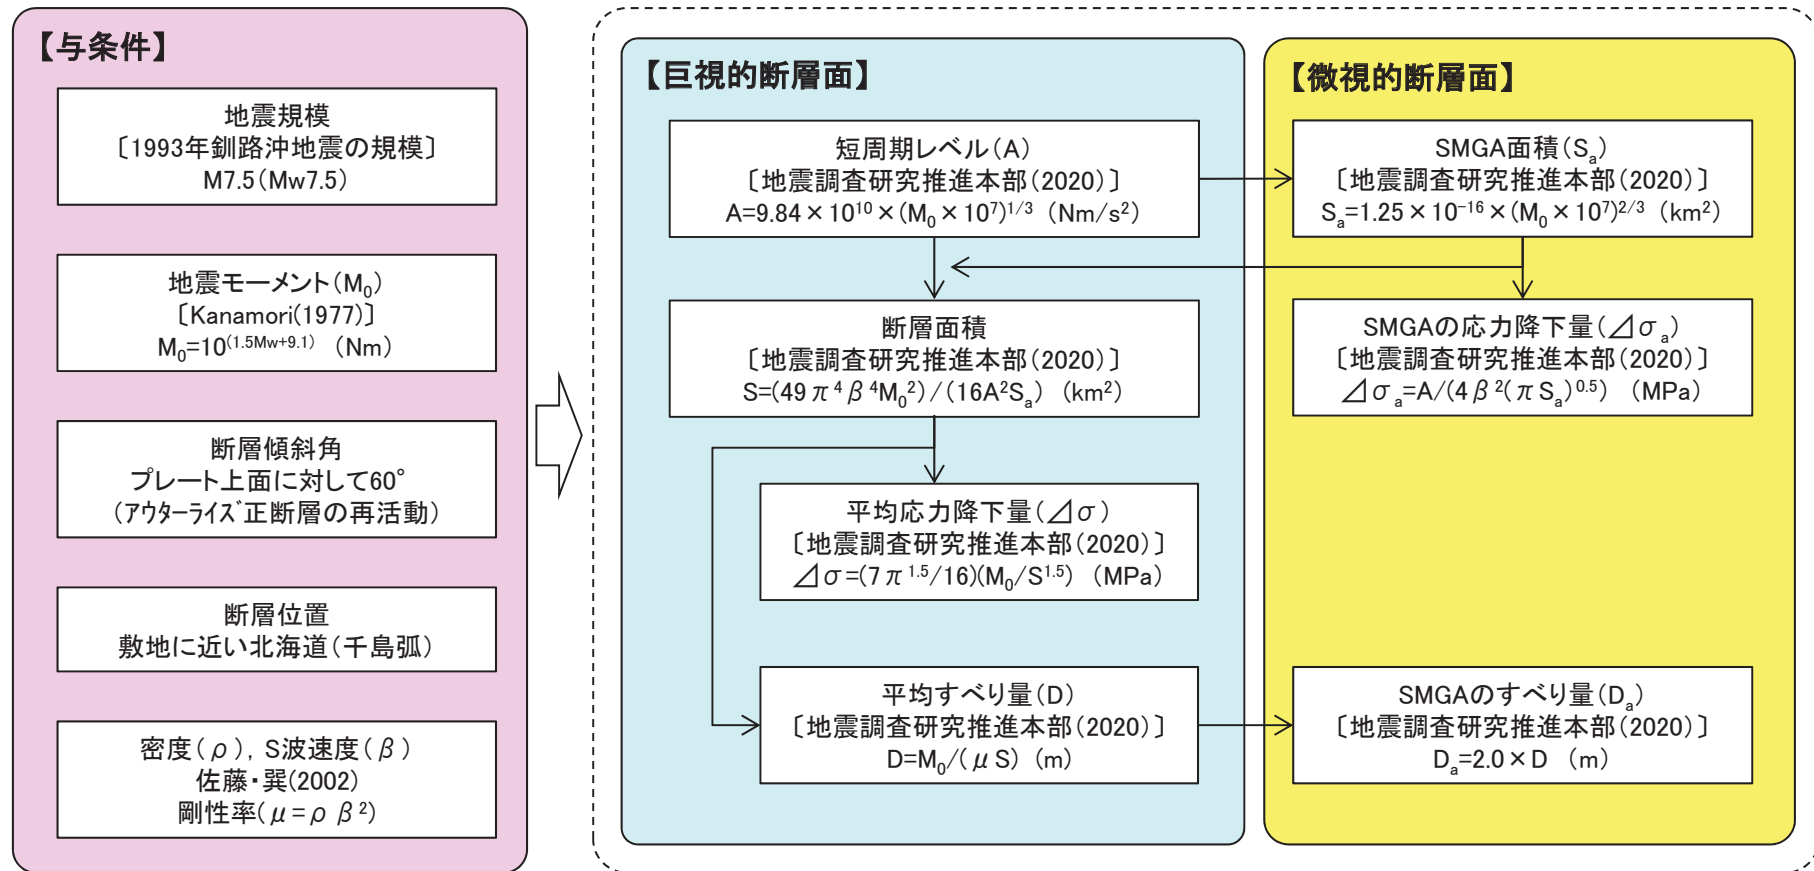 【与条件】
地震規模
〔1993年釧路沖地震の規模〕
M7.5(Mw7.5)
地震モーメント(M₀)
〔Kanamori(1977)〕
M₀=10^(1.5Mw+9.1) (Nm)
断層傾斜角
プレート上面に対して60°
(アウターライズ正断層の再活動)
断層位置
敷地に近い北海道(千島弧)
密度(ρ), S波速度(β)
佐藤・巽(2002)
剛性率(μ=ρβ²)
【巨視的断層面】
短周期レベル(A)
〔地震調査研究推進本部(2020)〕
A=9.84×10¹⁰×(M₀×10⁷)^1/3 (Nm/s²)
断層面積
〔地震調査研究推進本部(2020)〕
S=(49π⁴β⁴M₀²)/(16A²Sₐ) (km²)
平均応力降下量(⊿σ)
〔地震調査研究推進本部(2020)〕
⊿σ=(7π^1.5/16)(M₀/S^1.5) (MPa)
平均すべり量(D)
〔地震調査研究推進本部(2020)〕
D=M₀/(μS) (m)
【微視的断層面】
SMGA面積(Sₐ)
〔地震調査研究推進本部(2020)〕
Sₐ=1.25×10⁻¹⁶×(M₀×10⁷)^2/3 (km²)
SMGAの応力降下量(⊿σₐ)
〔地震調査研究推進本部(2020)〕
⊿σₐ=A/(4β²(πSₐ)^0.5) (MPa)
SMGAのすべり量(Dₐ)
〔地震調査研究推進本部(2020)〕
Dₐ=2.0×D (m)